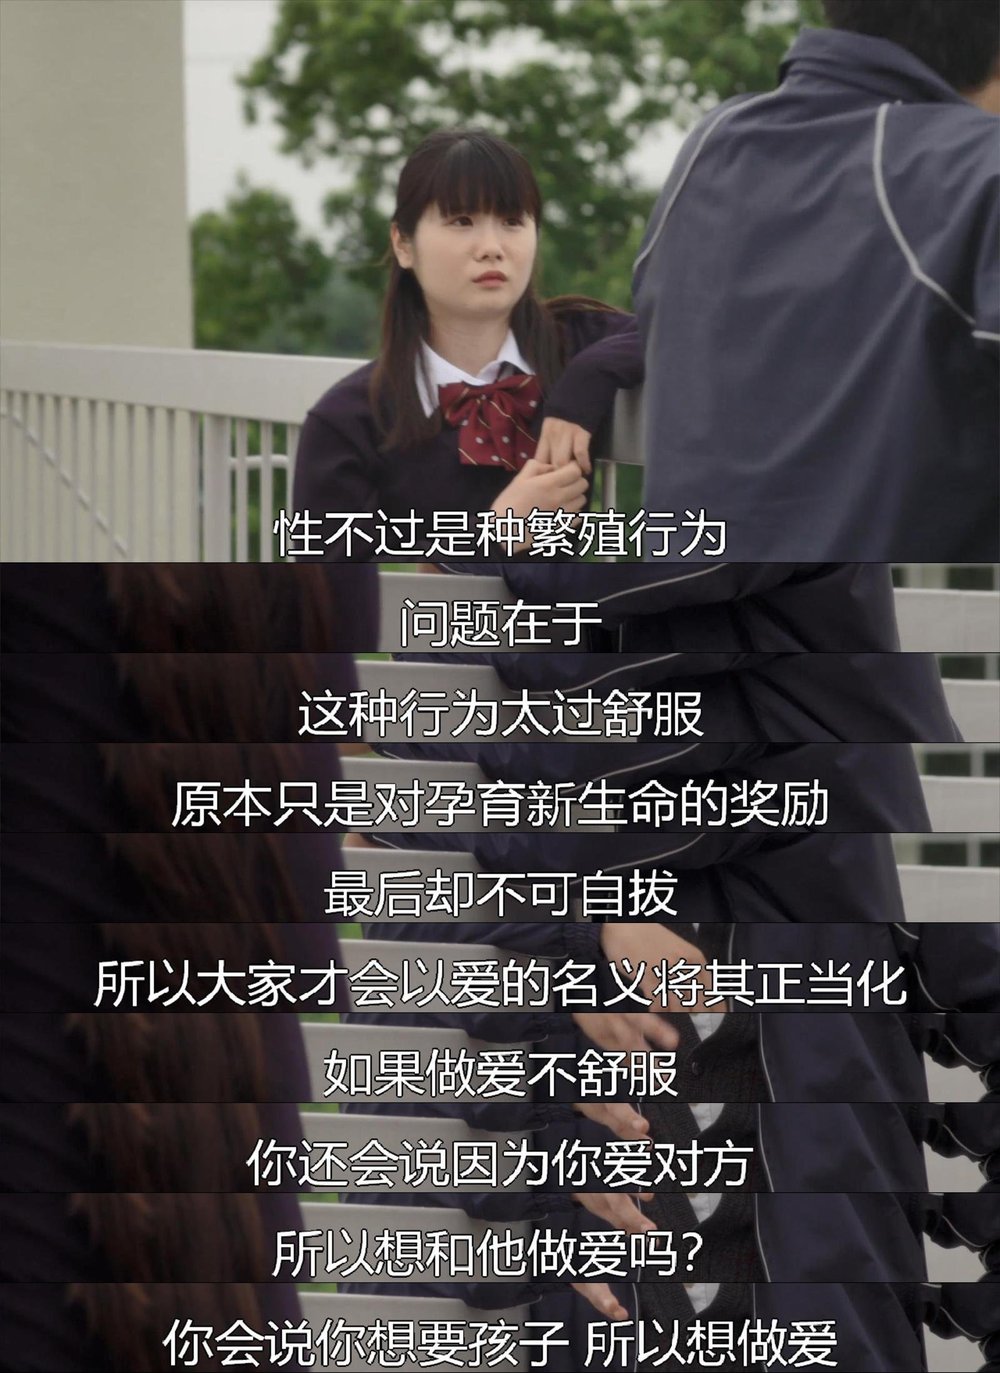 性不过是种繁殖行为
问题在于
这种行为太过舒服
原本只是对孕育新生命的奖励
最后却不可自拔
所以大家才会以爱的名义将其正当化
如果做爱不舒服
你还会说因为你爱对方
所以想和他做爱吗?
你会说你想要孩子 所以想做爱